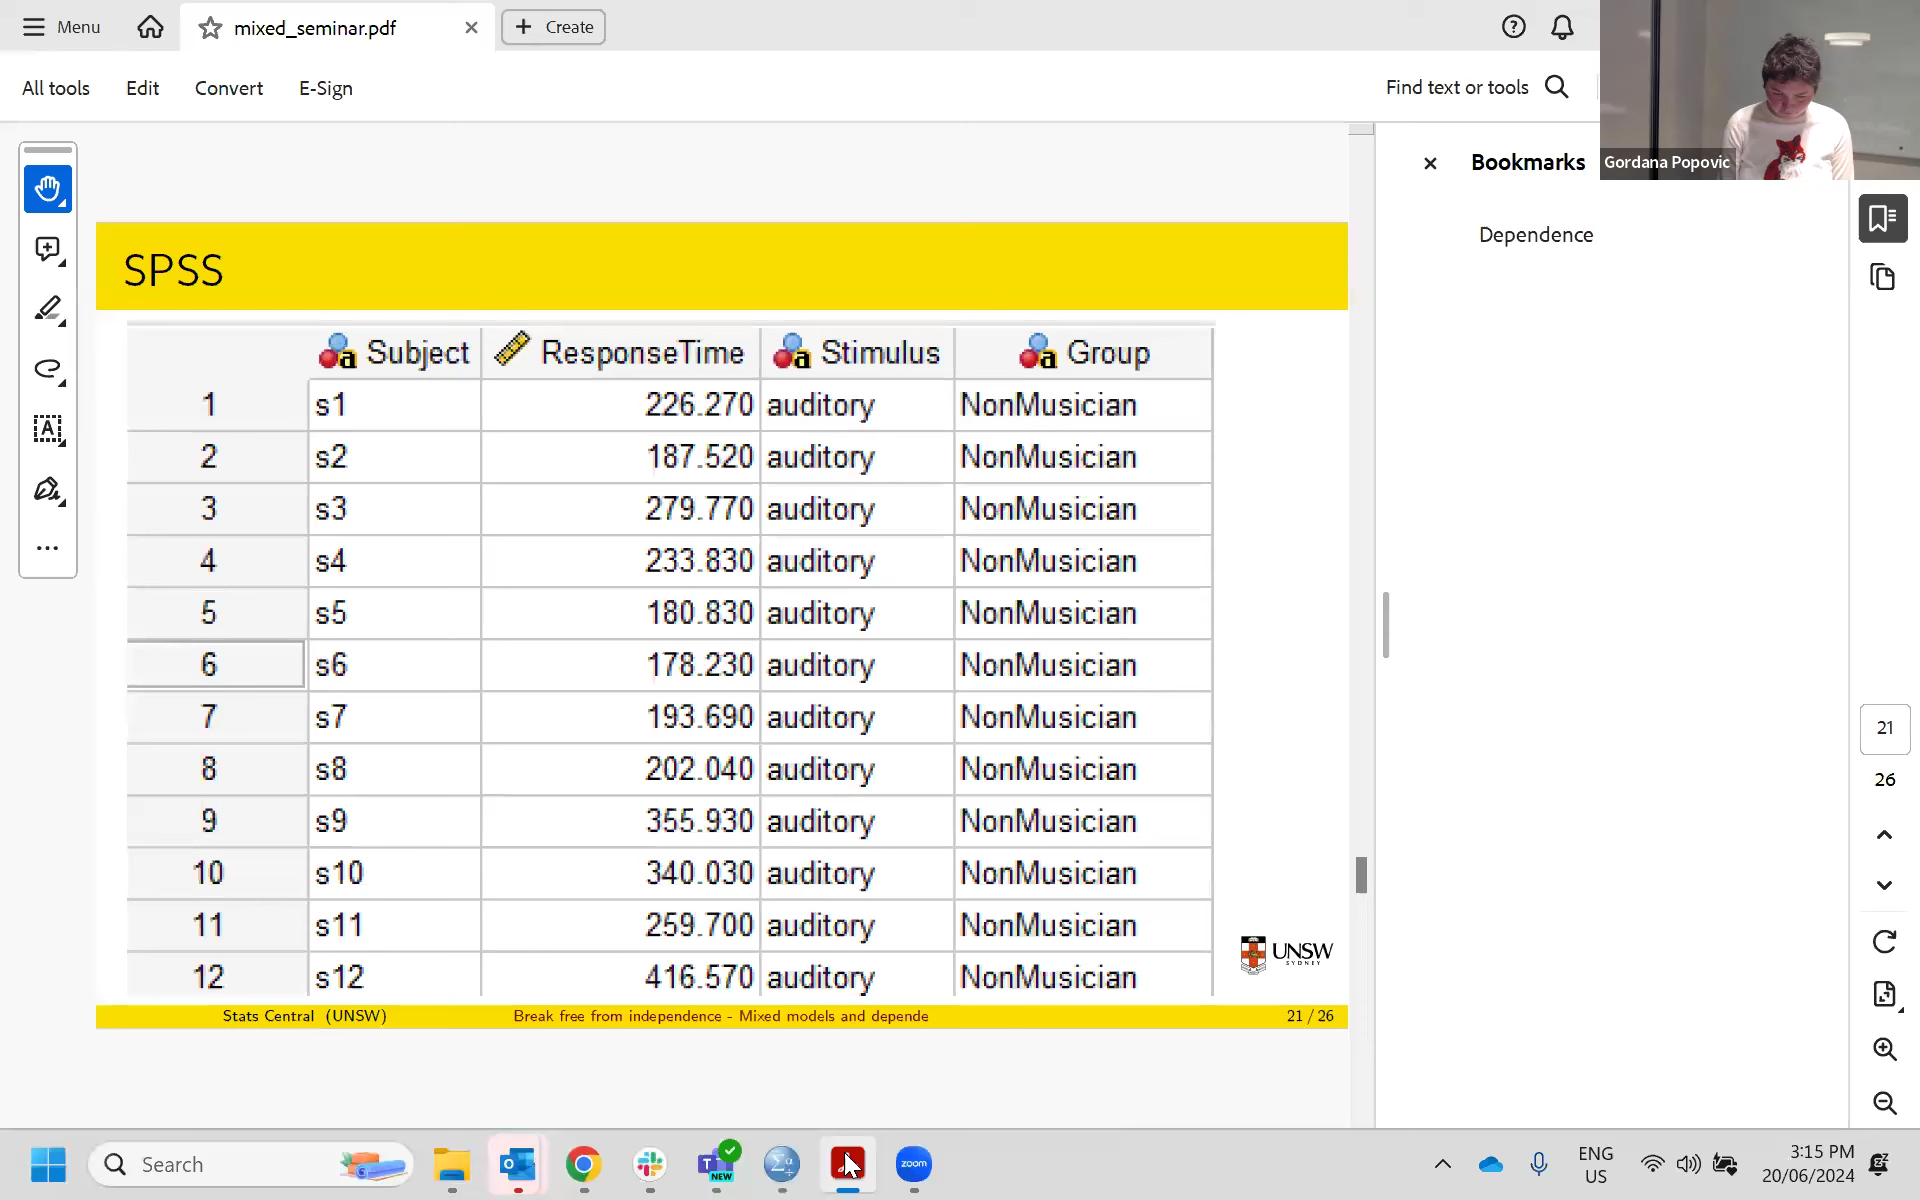 Menu
mixed_seminar.pdf
Create
All tools
Edit
Convert
E-Sign
Find text or tools
Gordana Popovic
Bookmarks
Dependence
SPSS
Subject ResponseTime Stimulus Group
1 s1 226.270 auditory NonMusician
2 s2 187.520 auditory NonMusician
3 s3 279.770 auditory NonMusician
4 s4 233.830 auditory NonMusician
5 s5 180.830 auditory NonMusician
6 s6 178.230 auditory NonMusician
7 s7 193.690 auditory NonMusician
8 s8 202.040 auditory NonMusician
9 s9 355.930 auditory NonMusician
10 s10 340.030 auditory NonMusician
11 s11 259.700 auditory NonMusician
12 s12 416.570 auditory NonMusician
UNSW
SYDNEY
Stats Central (UNSW) Break free from independence - Mixed models and depende 21 / 26
21
26
Search
NEW
zoom
ENG
US
3:15 PM
20/06/2024